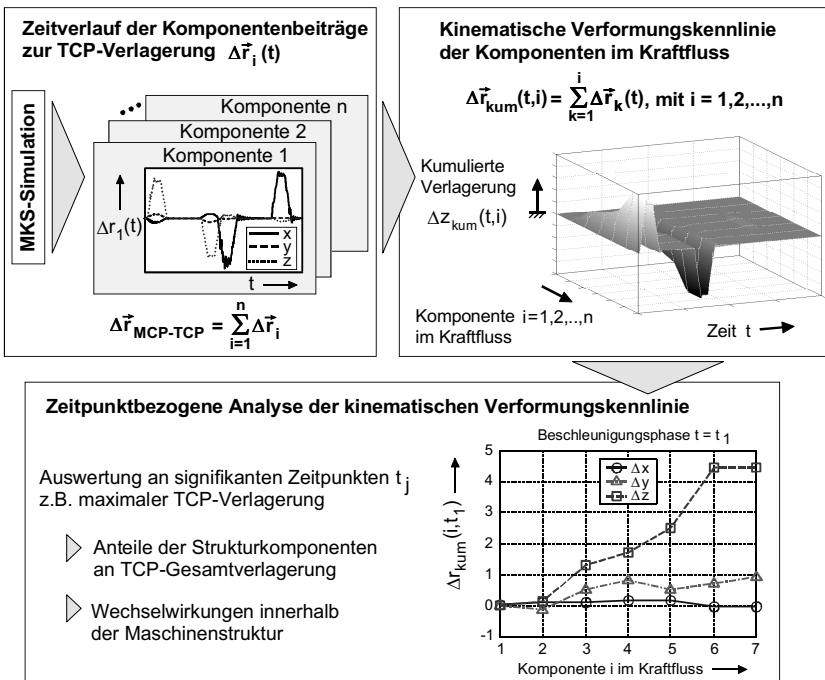 Zeitverlauf der Komponentenbeiträge
zur TCP-Verlagerung Δr⃗i (t)
MKS-Simulation
Komponente n
Komponente 2
Komponente 1
Δr1(t)
x
y
z
t
Δr⃗MCP-TCP = n∑i=1 Δr⃗i
Kinematische Verformungskennlinie
der Komponenten im Kraftfluss
Δr⃗kum(t,i) = i∑k=1 Δr⃗k(t), mit i = 1,2,...,n
Kumulierte
Verlagerung
Δzkum(t,i)
Komponente
im Kraftfluss i=1,2,..,n
Zeit t
Zeitpunktbezogene Analyse der kinematischen Verformungskennlinie
Auswertung an signifikanten Zeitpunkten tj
z.B. maximaler TCP-Verlagerung
Anteile der Strukturkomponenten
an TCP-Gesamtverlagerung
Wechselwirkungen innerhalb
der Maschinenstruktur
Beschleunigungsphase t = t1
Δrkum(i,t1)
5
4
3
2
1
0
-1
Δx
Δy
Δz
1 2 3 4 5 6 7
Komponente i im Kraftfluss